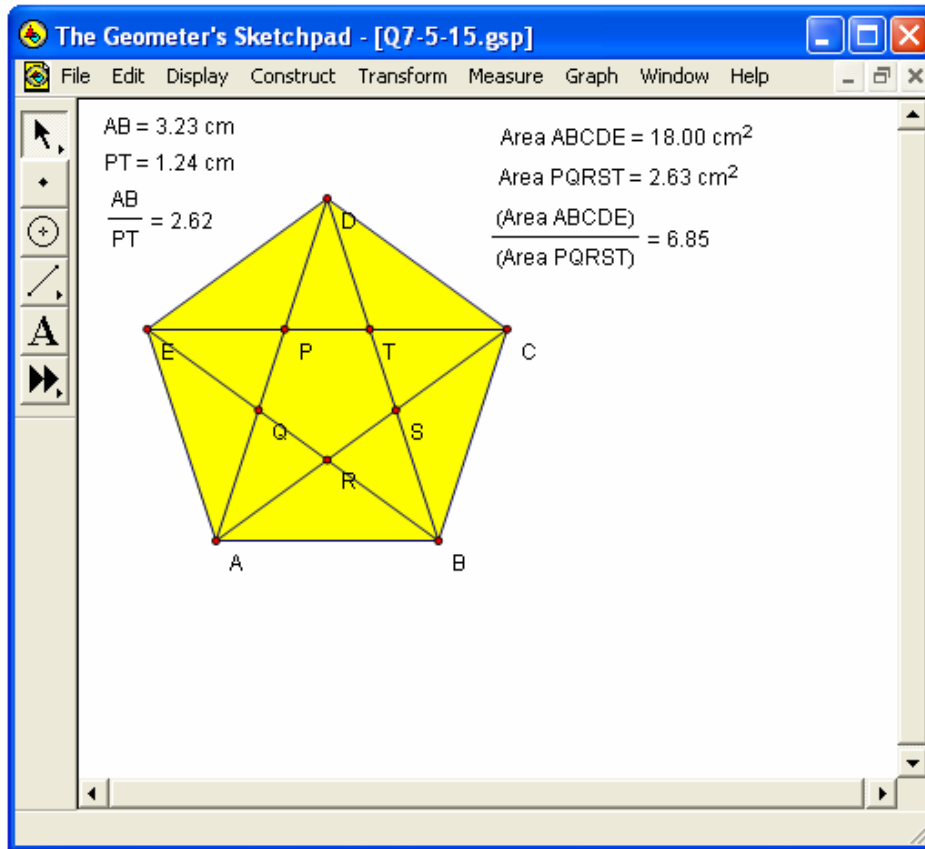 The Geometer's Sketchpad - [Q7-5-15.gsp]
File Edit Display Construct Transform Measure Graph Window Help
AB = 3.23 cm
PT = 1.24 cm
AB
PT
= 2.62
Area ABCDE = 18.00 cm²
Area PQRST = 2.63 cm²
(Area ABCDE)
(Area PQRST)
= 6.85
A
D
E
P
T
C
Q
S
R
A
B